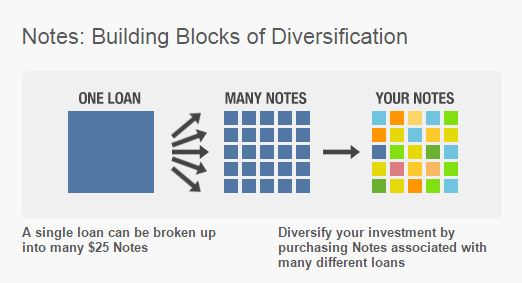 Notes: Building Blocks of Diversification
ONE LOAN
MANY NOTES
YOUR NOTES
A single loan can be broken up
into many $25 Notes
Diversify your investment by
purchasing Notes associated with
many different loans